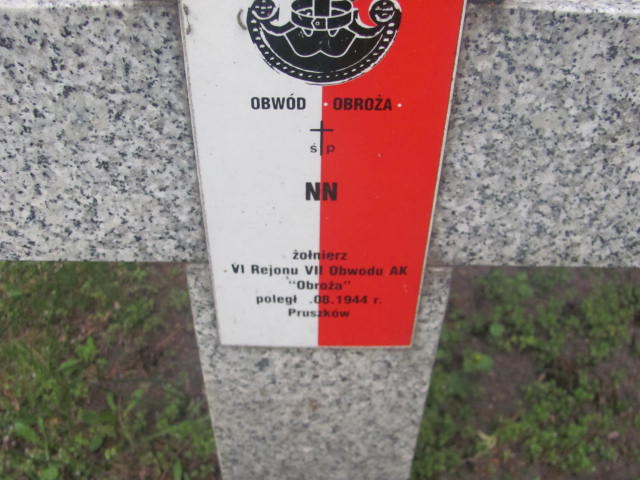 OBWÓD · OBROŻA ·
ś p
NN
żołnierz
VI Rejonu VII Obwodu AK
"Obroża"
poległ .08.1944 r.
Pruszków